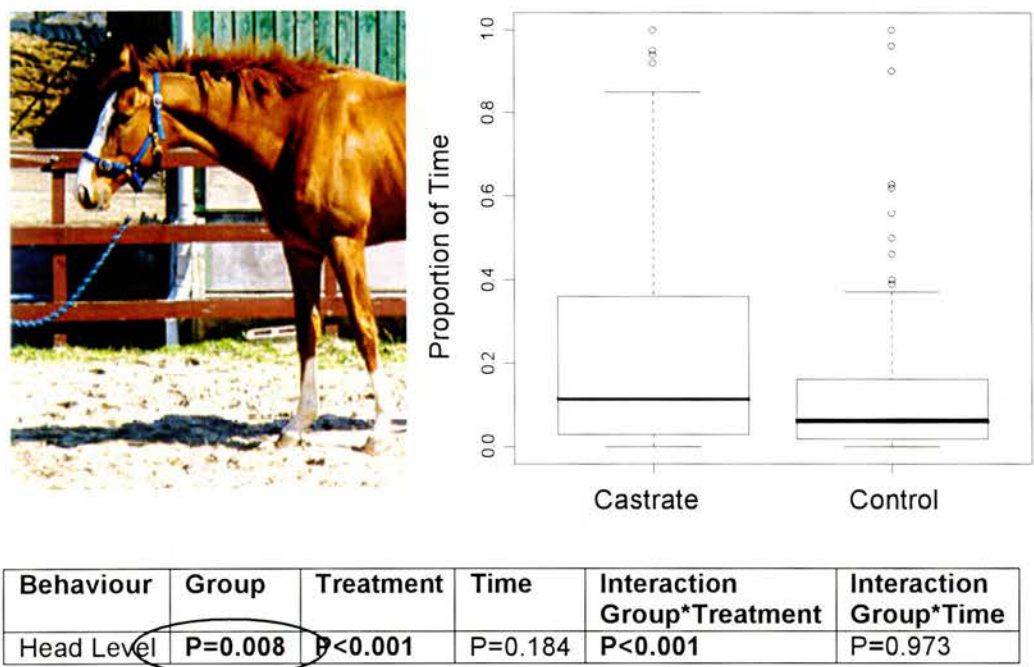 Proportion of Time
1.0
0.8
0.6
0.4
0.2
0.0
Castrate Control
Behaviour Group Treatment Time Interaction Group*Treatment Interaction Group*Time
Head Level P=0.008 P<0.001 P=0.184 P<0.001 P=0.973